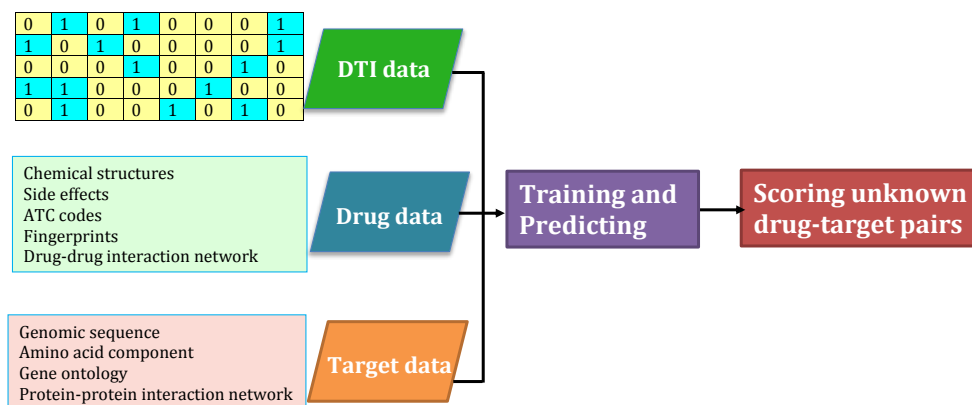 0 1 0 1 0 0 0 1
1 0 1 0 0 0 0 1
0 0 0 1 0 0 1 0
1 1 0 0 0 1 0 0
0 1 0 0 1 0 1 0
DTI data
Chemical structures
Side effects
ATC codes
Fingerprints
Drug-drug interaction network
Drug data
Training and
Predicting
Scoring unknown
drug-target pairs
Genomic sequence
Amino acid component
Gene ontology
Protein-protein interaction network
Target data